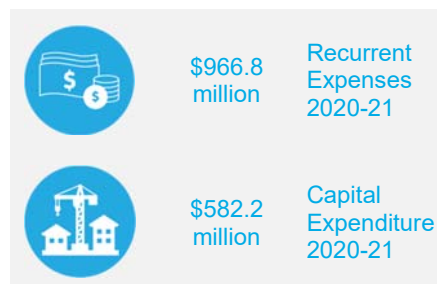 $
$
$966.8
million
Recurrent
Expenses
2020-21
$582.2
million
Capital
Expenditure
2020-21